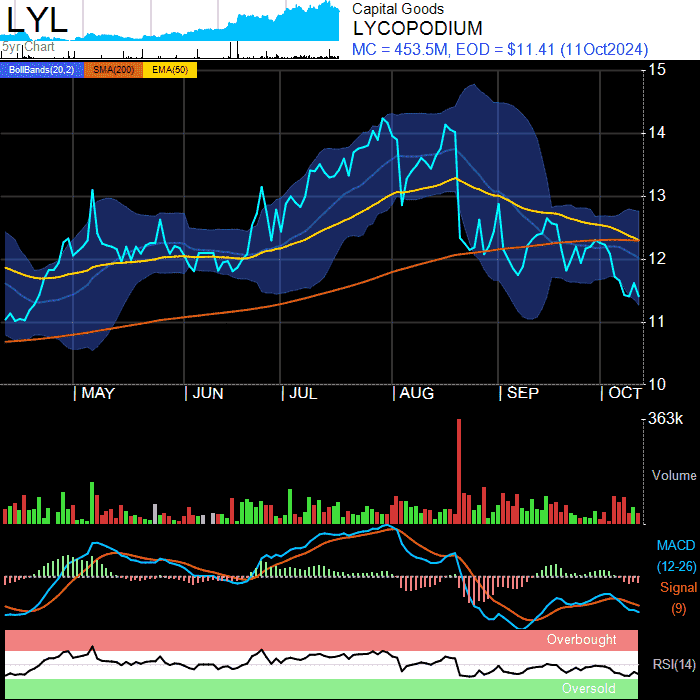 LYL
Capital Goods
LYCOPODIUM
5yr Chart
MC = 453.5M, EOD = $11.41 (11Oct2024)
BollBands(20,2) SMA(200) EMA(50)
15
14
13
12
11
10
MAY JUN JUL AUG SEP OCT
363k
Volume
MACD
(12-26)
Signal
(9)
Overbought
RSI(14)
Oversold